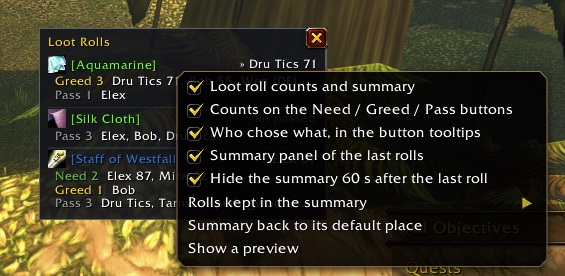 Loot Rolls
[Aquamarine] » Dru Tics 71
Greed 3 Dru Tics 71
Pass 1 Elex
[Silk Cloth]
Pass 3 Elex, Bob,
[Staff of Westfall
Need 2 Elex 87,
Greed 1 Bob
Pass 3 Dru Tics,
Loot roll counts and summary
Counts on the Need / Greed / Pass buttons
Who chose what, in the button tooltips
Summary panel of the last rolls
Hide the summary 60 s after the last roll
Rolls kept in the summary
Summary back to its default place
Show a preview
Objectives
Quests